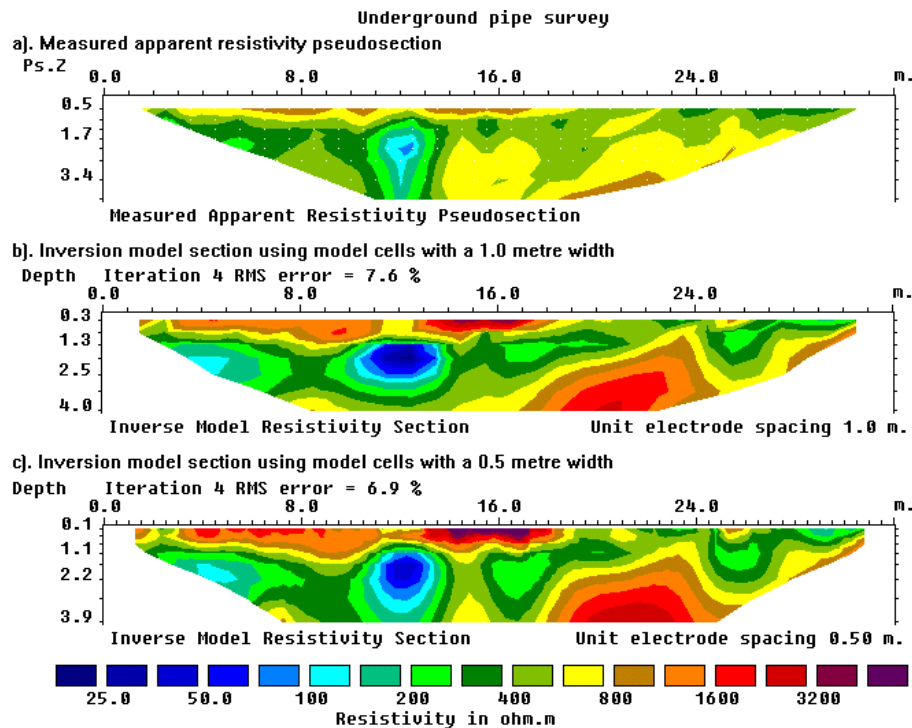 Underground pipe survey
a). Measured apparent resistivity pseudosection
Ps.Z 0.0 8.0 16.0 24.0 m.
0.5
1.7
3.4
Measured Apparent Resistivity Pseudosection
b). Inversion model section using model cells with a 1.0 metre width
Depth Iteration 4 RMS error = 7.6 %
0.0 8.0 16.0 24.0 m.
0.3
1.3
2.5
4.0
Inverse Model Resistivity Section Unit electrode spacing 1.0 m.
c). Inversion model section using model cells with a 0.5 metre width
Depth Iteration 4 RMS error = 6.9 %
0.0 8.0 16.0 24.0 m.
0.1
1.1
2.2
3.9
Inverse Model Resistivity Section Unit electrode spacing 0.50 m.
25.0 50.0 100 200 400 800 1600 3200
Resistivity in ohm.m